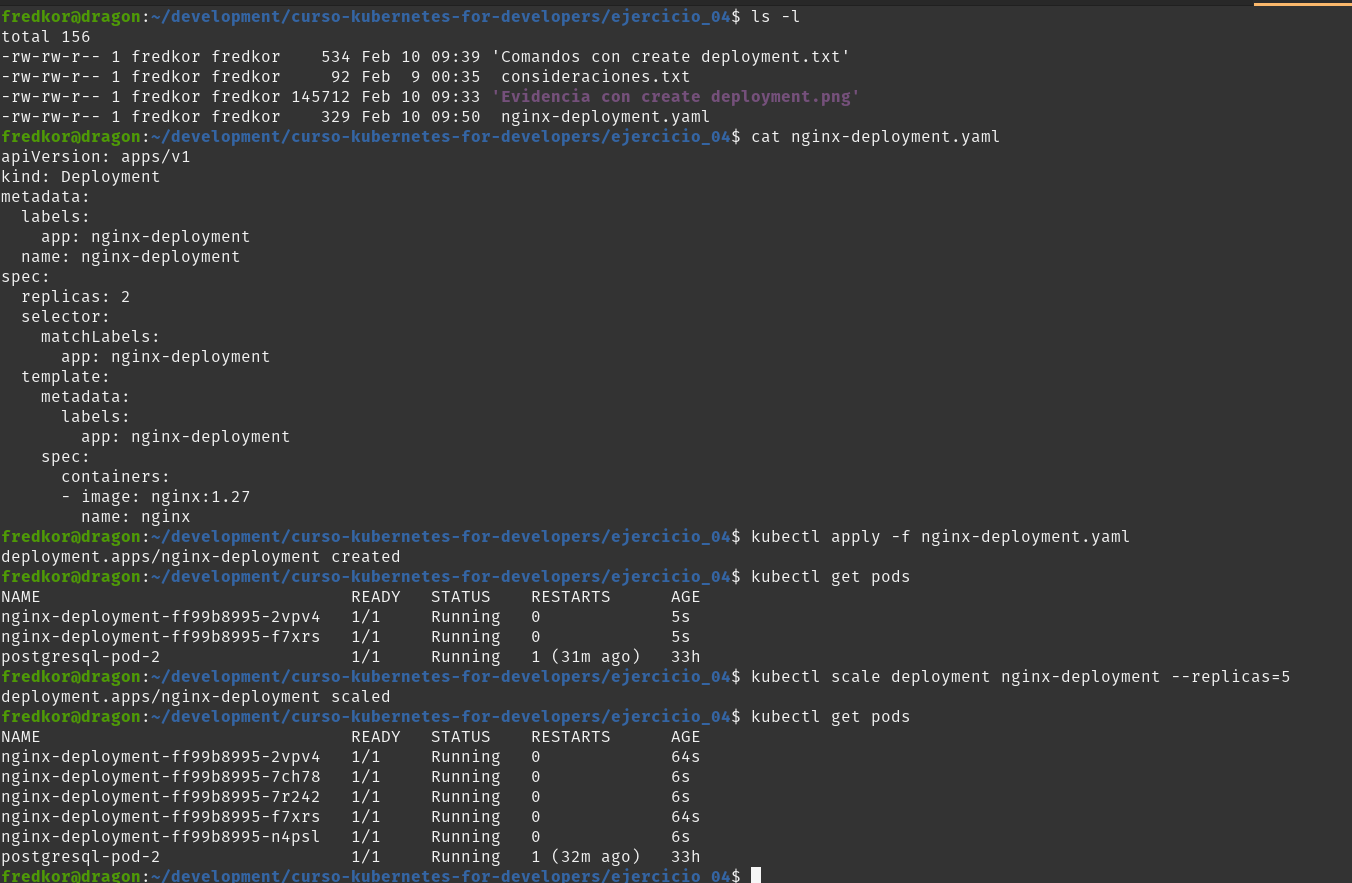 fredkor@dragon:~/development/curso-kubernetes-for-developers/ejercicio_04$ ls -l
total 156
-rw-rw-r-- 1 fredkor fredkor    534 Feb 10 09:39 'Comandos con create deployment.txt'
-rw-rw-r-- 1 fredkor fredkor     92 Feb  9 00:35  consideraciones.txt
-rw-rw-r-- 1 fredkor fredkor 145712 Feb 10 09:33 'Evidencia con create deployment.png'
-rw-rw-r-- 1 fredkor fredkor    329 Feb 10 09:50  nginx-deployment.yaml
fredkor@dragon:~/development/curso-kubernetes-for-developers/ejercicio_04$ cat nginx-deployment.yaml
apiVersion: apps/v1
kind: Deployment
metadata:
  labels:
    app: nginx-deployment
  name: nginx-deployment
spec:
  replicas: 2
  selector:
    matchLabels:
      app: nginx-deployment
  template:
    metadata:
      labels:
        app: nginx-deployment
    spec:
      containers:
      - image: nginx:1.27
        name: nginx
fredkor@dragon:~/development/curso-kubernetes-for-developers/ejercicio_04$ kubectl apply -f nginx-deployment.yaml
deployment.apps/nginx-deployment created
fredkor@dragon:~/development/curso-kubernetes-for-developers/ejercicio_04$ kubectl get pods
NAME                               READY   STATUS    RESTARTS      AGE
nginx-deployment-ff99b8995-2vpv4   1/1     Running   0             5s
nginx-deployment-ff99b8995-f7xrs   1/1     Running   0             5s
postgresql-pod-2                   1/1     Running   1 (31m ago)   33h
fredkor@dragon:~/development/curso-kubernetes-for-developers/ejercicio_04$ kubectl scale deployment nginx-deployment --replicas=5
deployment.apps/nginx-deployment scaled
fredkor@dragon:~/development/curso-kubernetes-for-developers/ejercicio_04$ kubectl get pods
NAME                               READY   STATUS    RESTARTS      AGE
nginx-deployment-ff99b8995-2vpv4   1/1     Running   0             64s
nginx-deployment-ff99b8995-7ch78   1/1     Running   0             6s
nginx-deployment-ff99b8995-7r242   1/1     Running   0             6s
nginx-deployment-ff99b8995-f7xrs   1/1     Running   0             64s
nginx-deployment-ff99b8995-n4psl   1/1     Running   0             6s
postgresql-pod-2                   1/1     Running   1 (32m ago)   33h
fredkor@dragon:~/development/curso-kubernetes-for-developers/ejercicio_04$